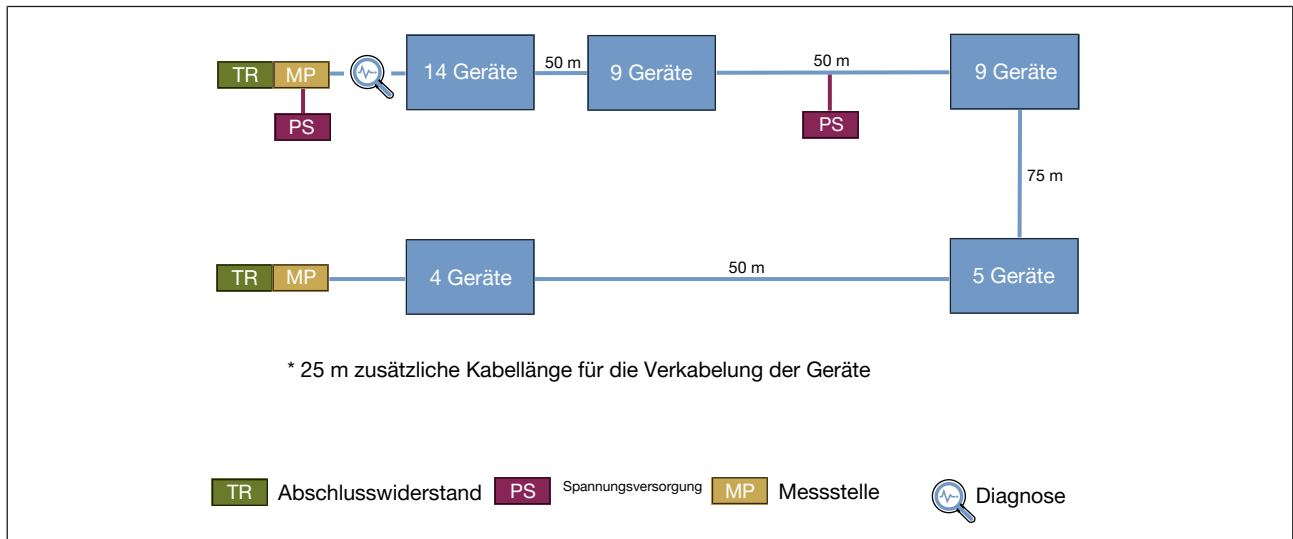 TR MP
14 Geräte
50 m
9 Geräte
50 m
9 Geräte
PS
PS
75 m
TR MP
4 Geräte
50 m
5 Geräte
* 25 m zusätzliche Kabellänge für die Verkabelung der Geräte
TR Abschlusswiderstand PS Spannungsversorgung MP Messstelle Diagnose